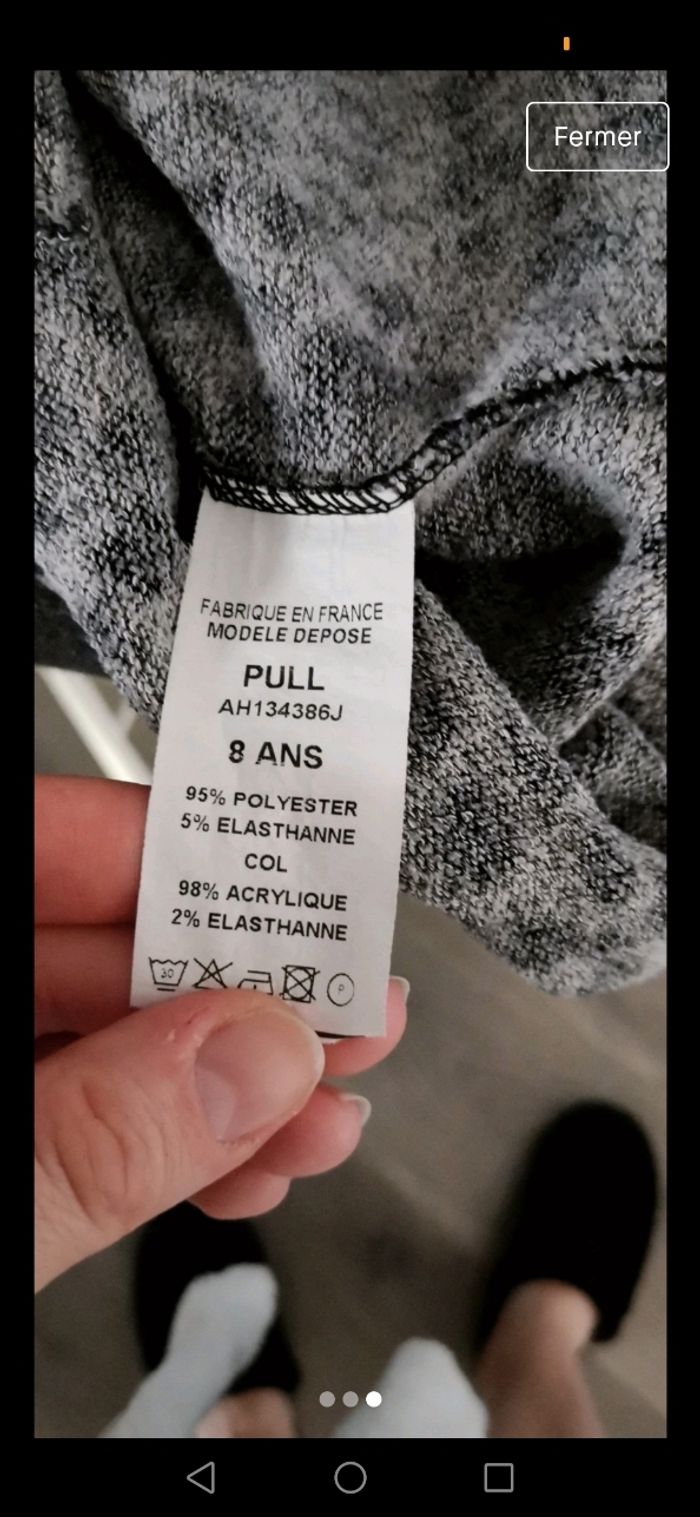 Fermer
FABRIQUE EN FRANCE
MODELE DEPOSE
PULL
AH134386J
8 ANS
95% POLYESTER
5% ELASTHANNE
COL
98% ACRYLIQUE
2% ELASTHANNE
30
P